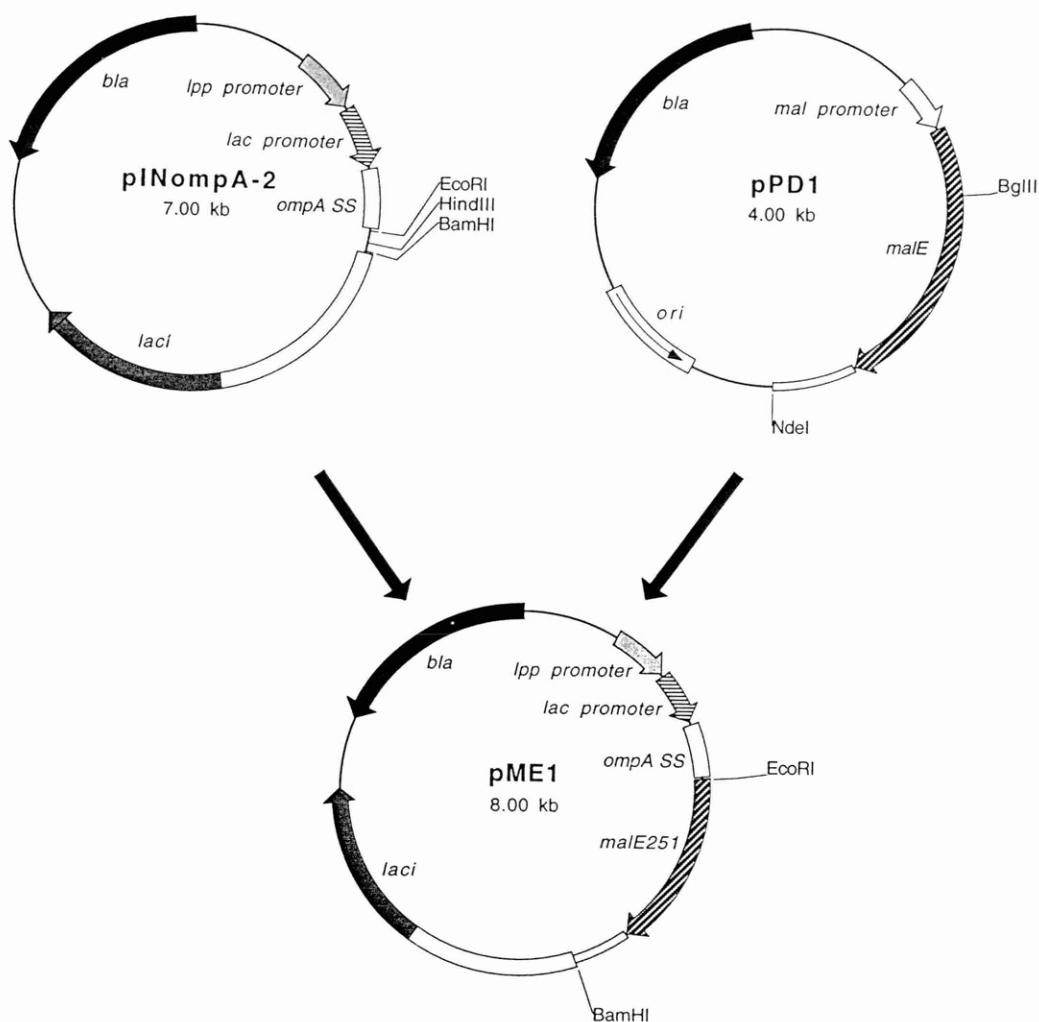 bla
lpp promoter
lac promoter
pINompA-2
7.00 kb
ompA SS
EcoRI
HindIII
BamHI
laci
bla
mal promoter
pPD1
4.00 kb
BglII
malE
ori
NdeI
bla
lpp promoter
lac promoter
pME1
8.00 kb
ompA SS
EcoRI
malE251
laci
BamHI